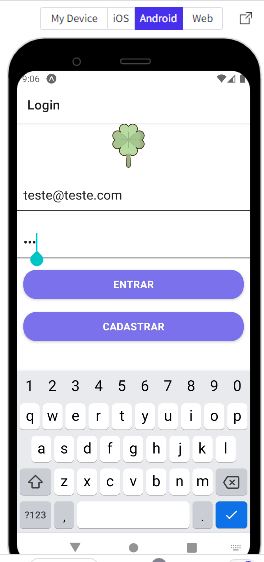 My Device iOS Android Web
9:06
Login
teste@teste.com
•••
ENTRAR
CADASTRAR
1 2 3 4 5 6 7 8 9 0
q w e r t y u i o p
a s d f g h j k l
z x c v b n m
?123 , .